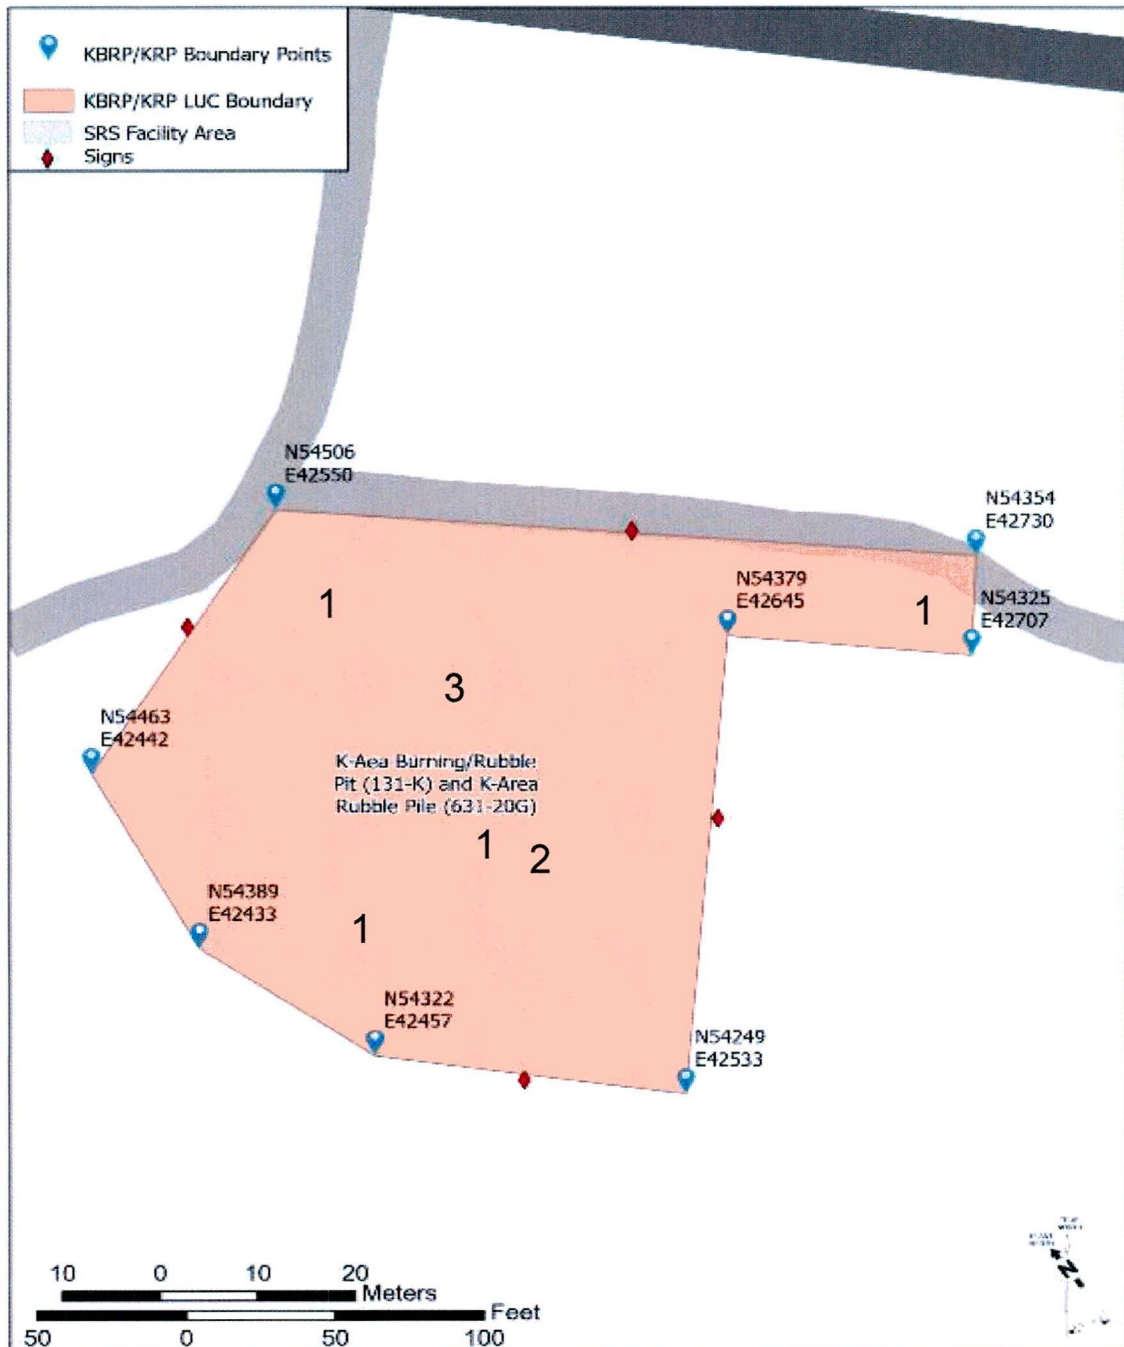 KBRP/KRP Boundary Points
KBRP/KRP LUC Boundary
SRS Facility Area
Signs
N54506
E42550
N54354
E42730
N54379
E42645
N54325
E42707
1
1
3
N54463
E42442
K-Aea Burning/Rubble
Pit (131-K) and K-Area
Rubble Pile (631-20G)
1
2
N54389
E42433
1
N54322
E42457
N54249
E42533
10 0 10 20
Meters
Feet
50 0 50 100
N